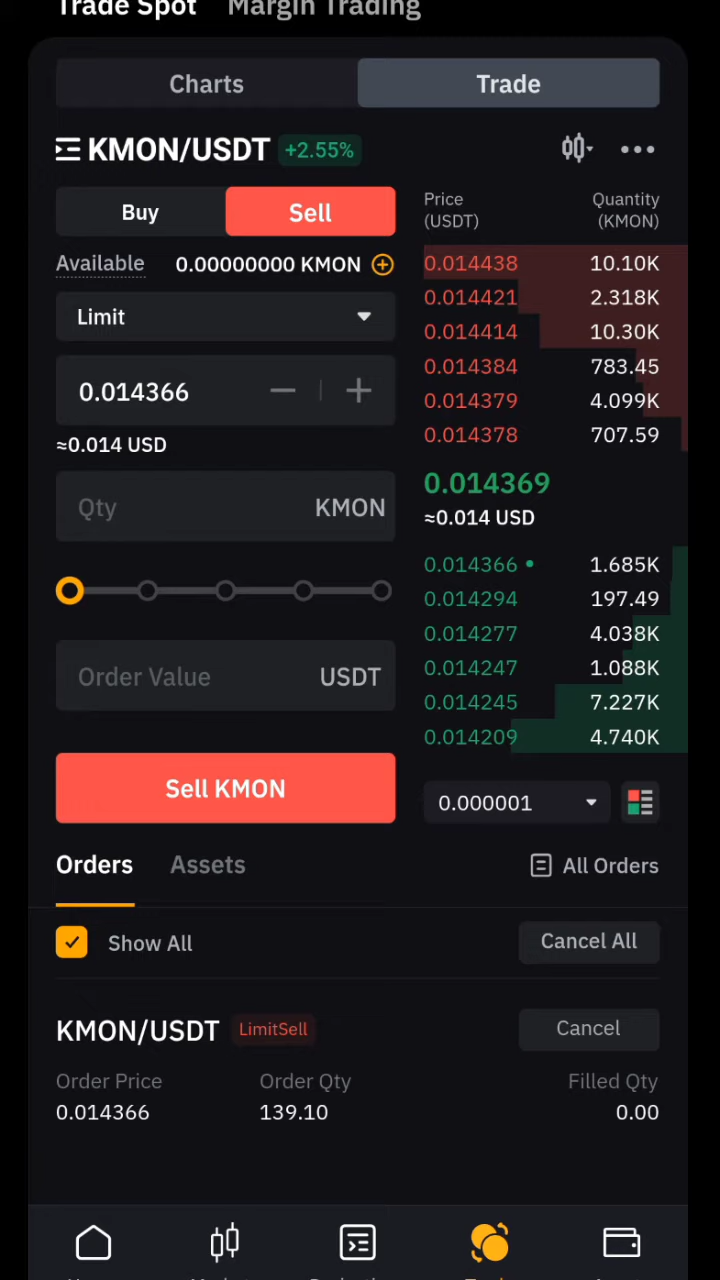 Trade Spot Margin Trading
Charts Trade
KMON/USDT +2.55%
Buy Sell
Available 0.00000000 KMON
Limit
0.014366
≈0.014 USD
Qty KMON
Order Value USDT
Sell KMON
Price Quantity
(USDT) (KMON)
0.014438 10.10K
0.014421 2.318K
0.014414 10.30K
0.014384 783.45
0.014379 4.099K
0.014378 707.59
0.014369
≈0.014 USD
0.014366 1.685K
0.014294 197.49
0.014277 4.038K
0.014247 1.088K
0.014245 7.227K
0.014209 4.740K
0.000001
Orders Assets All Orders
Show All Cancel All
KMON/USDT LimitSell Cancel
Order Price Order Qty Filled Qty
0.014366 139.10 0.00